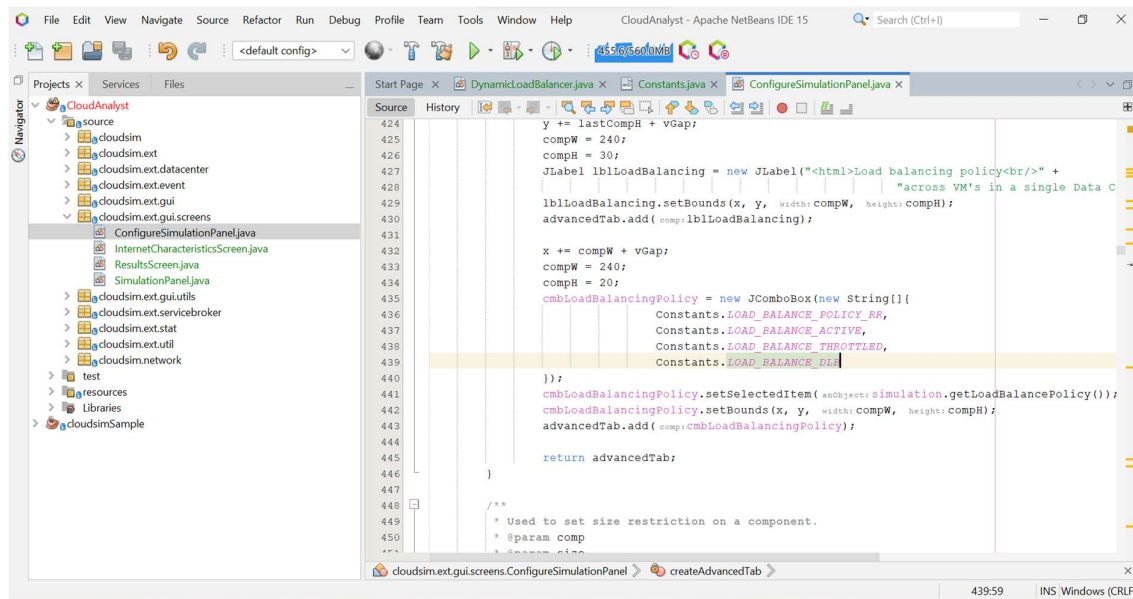 File Edit View Navigate Source Refactor Run Debug Profile Team Tools Window Help CloudAnalyst - Apache NetBeans IDE 15 Search (Ctrl+I)
<default config> 455.6/560.0MB
Projects Services Files
Start Page DynamicLoadBalancer.java Constants.java ConfigureSimulationPanel.java
Navigator
Source History
CloudAnalyst
source
cloudsim
cloudsim.ext
cloudsim.ext.datacenter
cloudsim.ext.event
cloudsim.ext.gui
cloudsim.ext.gui.screens
ConfigureSimulationPanel.java
InternetCharacteristicsScreen.java
ResultsScreen.java
SimulationPanel.java
cloudsim.ext.gui.utils
cloudsim.ext.servicebroker
cloudsim.ext.stat
cloudsim.ext.util
cloudsim.network
test
resources
Libraries
cloudsimSample
424 y += lastCompH + vGap;
425 compW = 240;
426 compH = 30;
427 JLabel lblLoadBalancing = new JLabel("<html>Load balancing policy<br/>" +
428 "across VM's in a single Data C
429 lblLoadBalancing.setBounds(x, y, width: compW, height: compH);
430 advancedTab.add( comp: lblLoadBalancing);
431
432 x += compW + vGap;
433 compW = 240;
434 compH = 20;
435 cmbLoadBalancingPolicy = new JComboBox(new String[]{
436 Constants.LOAD_BALANCE_POLICY_RR,
437 Constants.LOAD_BALANCE_ACTIVE,
438 Constants.LOAD_BALANCE_THROTTLED,
439 Constants.LOAD_BALANCE_DLB
440 });
441 cmbLoadBalancingPolicy.setSelectedItem( anObject: simulation.getLoadBalancePolicy());
442 cmbLoadBalancingPolicy.setBounds(x, y, width: compW, height: compH);
443 advancedTab.add( comp: cmbLoadBalancingPolicy);
444
445 return advancedTab;
446 }
447
448 /**
449 * Used to set size restriction on a component.
450 * @param comp
451 * @param size
cloudsim.ext.gui.screens.ConfigureSimulationPanel createAdvancedTab
439:59 INS Windows (CRLF